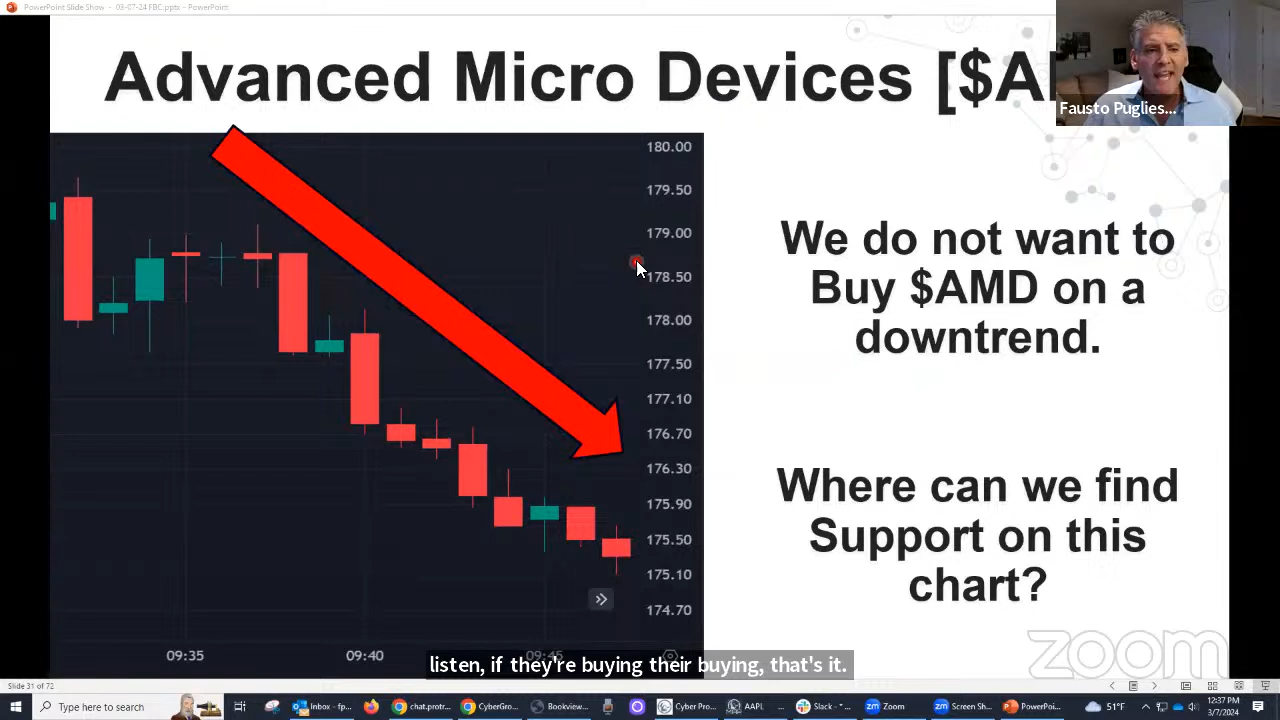 PowerPoint Slide Show - 03-07-24 FBC.pptx - PowerPoint
Advanced Micro Devices [$A
Fausto Puglies...
180.00
179.50
179.00
178.50
178.00
177.50
177.10
176.70
176.30
175.90
175.50
175.10
174.70
09:35 09:40 09:45
We do not want to
Buy $AMD on a
downtrend.
Where can we find
Support on this
chart?
zoom
listen, if they're buying their buying, that's it.
Slide 31 of 72
Type here to search
Inbox - fp...
chat.protr...
CyberGro...
Bookview...
Cyber Pro...
AAPL
Slack - "...
Zoom
Screen Sh...
PowerPoi...
51°F
12:37 PM
3/7/2024